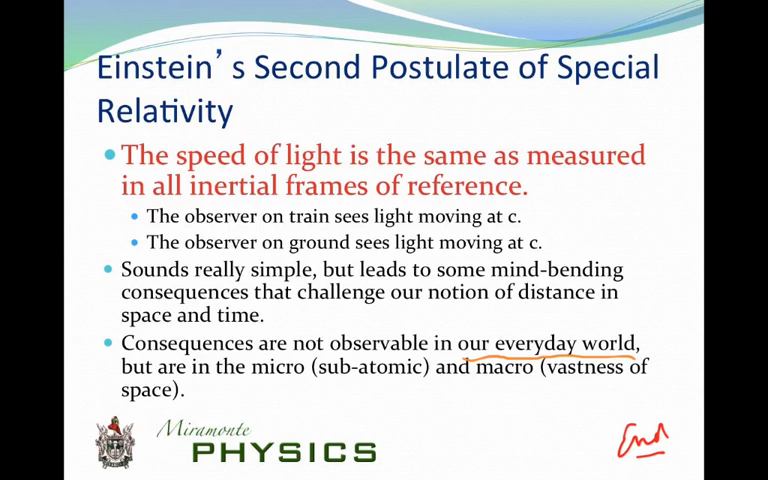 Einstein's Second Postulate of Special
Relativity
• The speed of light is the same as measured
in all inertial frames of reference.
• The observer on train sees light moving at c.
• The observer on ground sees light moving at c.
• Sounds really simple, but leads to some mind-bending
consequences that challenge our notion of distance in
space and time.
• Consequences are not observable in our everyday world,
but are in the micro (sub-atomic) and macro (vastness of
space).
Miramonte
PHYSICS
End